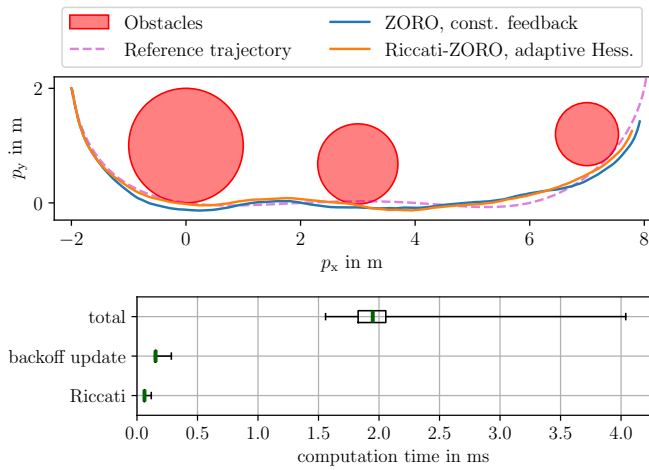 Obstacles
ZORO, const. feedback
Reference trajectory
Riccati-ZORO, adaptive Hess.
2
0
p_y in m
−2
0
2
4
6
8
p_x in m
total
backoff update
Riccati
0.0
0.5
1.0
1.5
2.0
2.5
3.0
3.5
4.0
computation time in ms